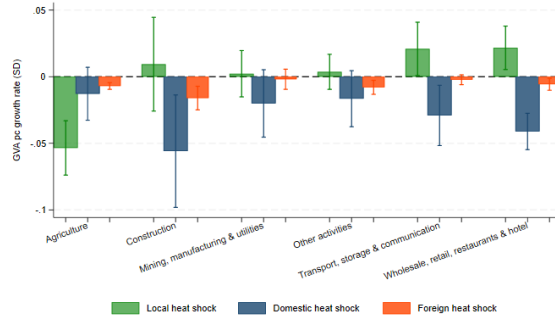 GVA pc growth rate (SD)
.05
0
-.05
-.1
Agriculture
Construction
Mining, manufacturing & utilities
Other activities
Transport, storage & communication
Wholesale, retail, restaurants & hotel
Local heat shock Domestic heat shock Foreign heat shock